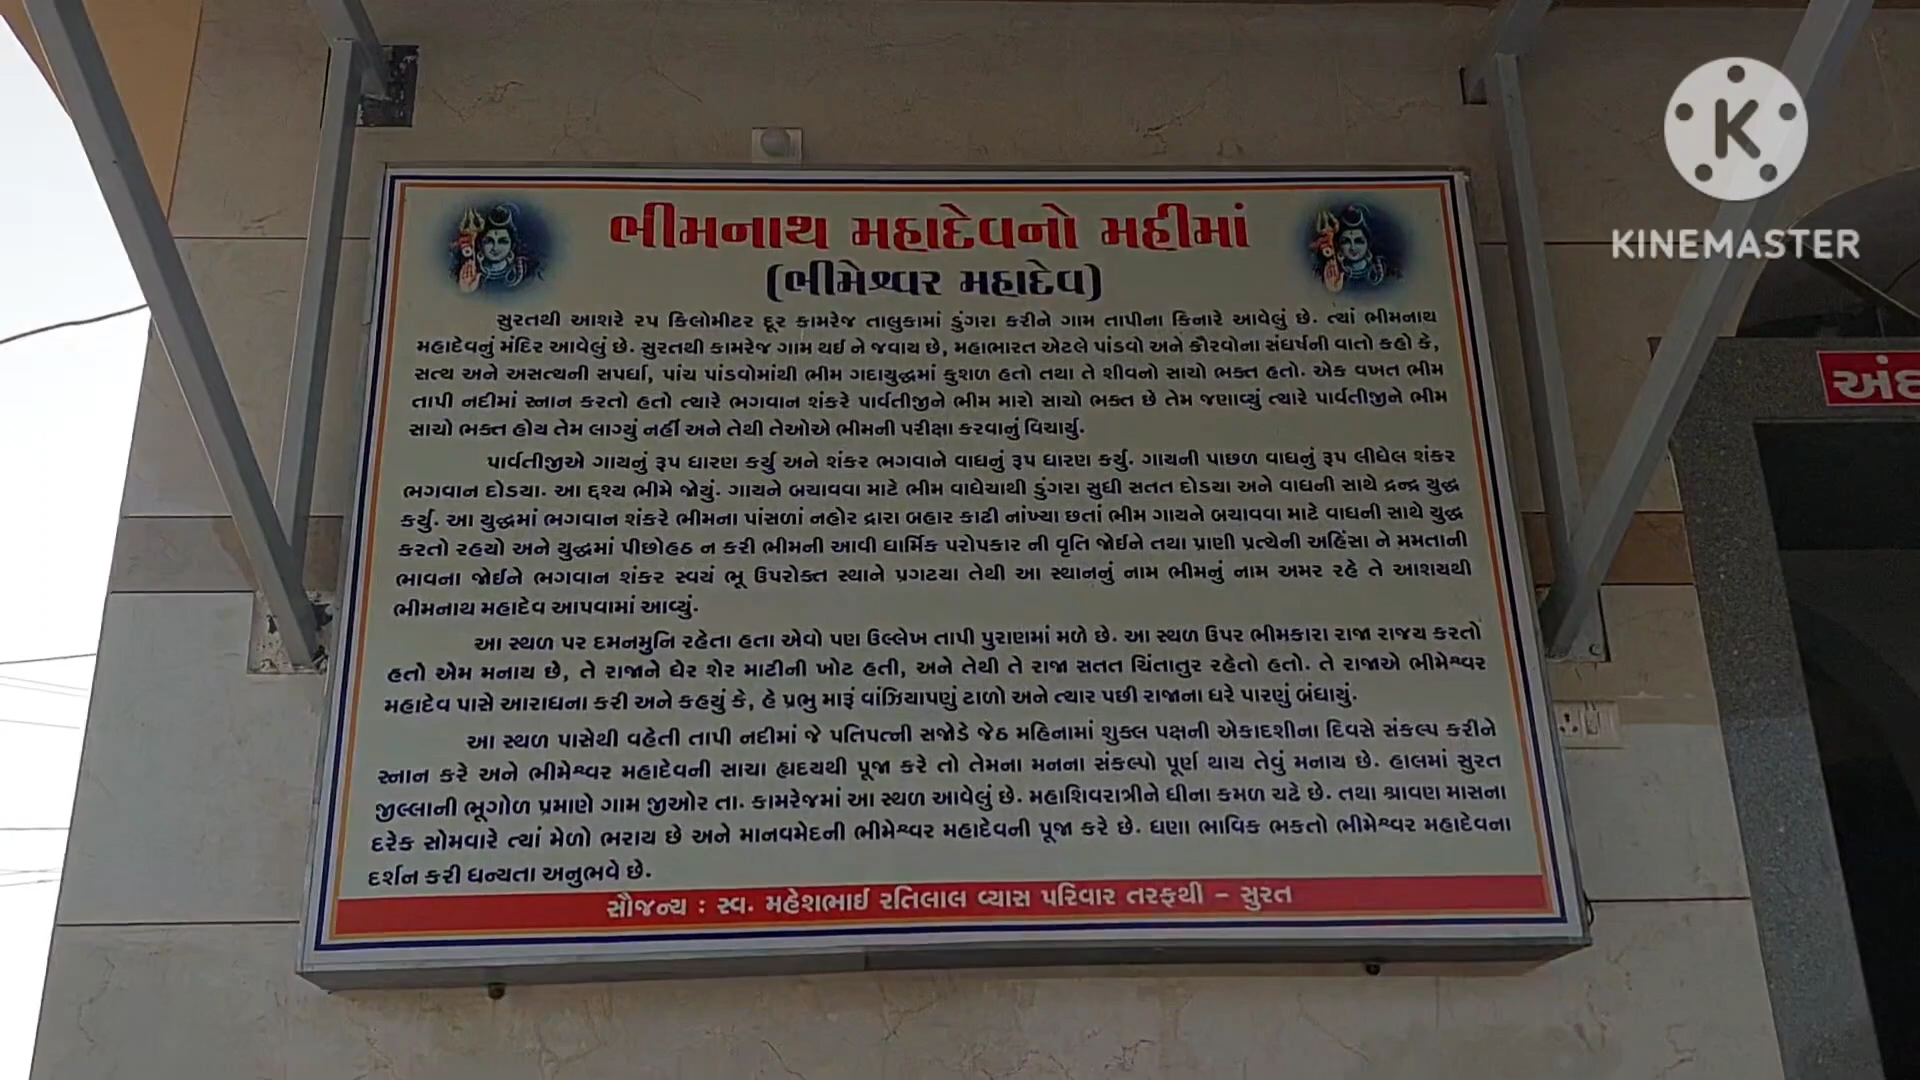 ભીમનાથ મહાદેવનો મહીમાં
(ભીમેશ્વર મહાદેવ)
સુરતથી આશરે ૨૫ કિલોમીટર દૂર કામરેજ તાલુકામાં ડુંગરા કરીને ગામ તાપીના કિનારે આવેલું છે. ત્યાં ભીમનાથ
મહાદેવનું મંદિર આવેલું છે. સુરતથી કામરેજ ગામ થઈ ને જવાય છે, મહાભારત એટલે પાંડવો અને કૌરવોના સંઘર્ષની વાતો કહો કે,
સત્થ અને અસત્થની સપર્ધા, પાંચ પાંડવોમાંથી ભીમ ગદાયુદ્ધમાં કુશળ હતો તથા તે શીવનો સાચો ભક્ત હતો. એક વખત ભીમ
તાપી નદીમાં સ્નાન કરતો હતો ત્યારે ભગવાન શંકરે પાર્વતીજીને ભીમ મારો સાચો ભક્ત છે તેમ જણાવ્યું ત્યારે પાર્વતીજીને ભીમ
સાચો ભક્ત હોય તેમ લાગ્યું નહીં અને તેથી તેઓએ ભીમની પરીક્ષા કરવાનું વિચાર્યુ.
પાર્વતીજીએ ગાયનું રૂપ ધારણ કર્યુ અને શંકર ભગવાને વાઘનું રૂપ ધારણ કર્યુ. ગાયની પાછળ વાઘનું રૂપ લીધેલ શંકર
ભગવાન દોડયા. આ દ્દશ્ય ભીમે જોયું. ગાયને બચાવવા માટે ભીમ વાઘેચાથી ડુંગરા સુધી સતત દોડયા અને વાઘની સાથે દ્રન્દ્ર યુદ્ધ
કર્યુ. આ યુદ્ધમાં ભગવાન શંકરે ભીમના પાંસળાં નહોર દ્રારા બહાર કાઢી નાંખ્યા છતાં ભીમ ગાયને બચાવવા માટે વાઘની સાથે યુદ્ધ
કરતો રહયો અને યુદ્ધમાં પીછોહઠ ન કરી ભીમની આવી ધાર્મિક પરોપકાર ની વૃતિ જોઈને તથા પ્રાણી પ્રત્યેની અહિંસા ને મમતાની
ભાવના જોઈને ભગવાન શંકર સ્વયં ભૂ ઉપરોક્ત સ્થાને પ્રગટયા તેથી આ સ્થાનનું નામ ભીમનું નામ અમર રહે તે આશયથી
ભીમનાથ મહાદેવ આપવામાં આવ્યું.
આ સ્થળ પર દમનમુનિ રહેતા હતા એવો પણ ઉલ્લેખ તાપી પુરાણમાં મળે છે. આ સ્થળ ઉપર ભીમકારા રાજા રાજય કરતો
હતો એમ મનાય છે, તે રાજાને ઘેર શેર માટીની ખોટ હતી, અને તેથી તે રાજા સતત ચિંતાતુર રહેતો હતો. તે રાજાએ ભીમેશ્વર
મહાદેવ પાસે આરાધના કરી અને કહયું કે, હે પ્રભુ મારૂં વાંઝિયાપણું ટાળો અને ત્યાર પછી રાજાના ઘરે પારણું બંધાયું.
આ સ્થળ પાસેથી વહેતી તાપી નદીમાં જે પતિપત્ની સજોડે જેઠ મહિનામાં શુકલ પક્ષની એકાદશીના દિવસે સંકલ્પ કરીને
સ્નાન કરે અને ભીમેશ્વર મહાદેવની સાચા હ્યદયથી પૂજા કરે તો તેમના મનના સંકલ્પો પૂર્ણ થાય તેવું મનાય છે. હાલમાં સુરત
જીલ્લાની ભૂગોળ પ્રમાણે ગામ જીઓર તા. કામરેજમાં આ સ્થળ આવેલું છે. મહાશિવરાત્રીને ઘીના કમળ ચઢે છે. તથા શ્રાવણ માસના
દરેક સોમવારે ત્યાં મેળો ભરાય છે અને માનવમેદની ભીમેશ્વર મહાદેવની પૂજા કરે છે. ઘણા ભાવિક ભકતો ભીમેશ્વર મહાદેવના
દર્શન કરી ધન્યતા અનુભવે છે.
સૌજન્ય : સ્વ. મહેશભાઈ રતિલાલ વ્યાસ પરિવાર તરફથી - સુરત
K
KINEMASTER